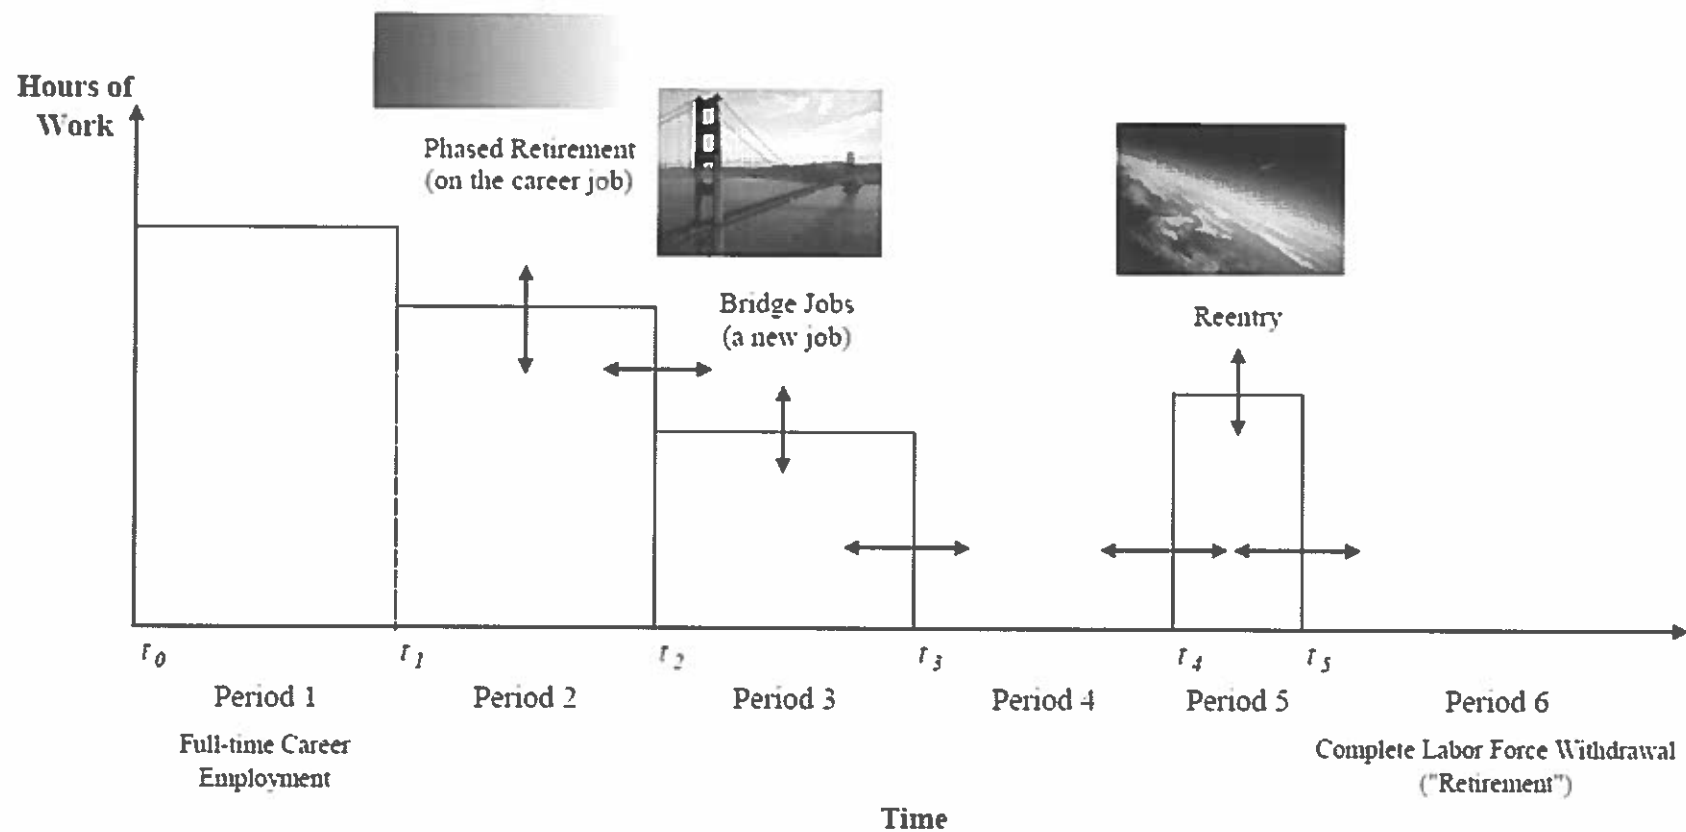 Hours of
Work
Phased Retirement
(on the career job)
Bridge Jobs
(a new job)
Reentry
t0
t1
t2
t3
t4
t5
Period 1
Period 2
Period 3
Period 4
Period 5
Period 6
Full-time Career
Employment
Complete Labor Force Withdrawal
("Retirement")
Time